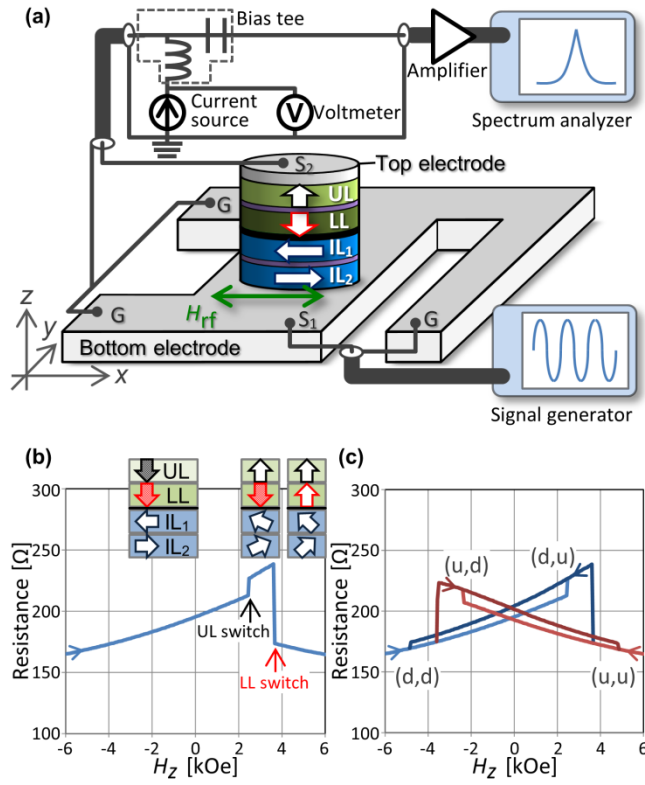 (a)
Bias tee
Amplifier
Current
source
V
Voltmeter
Spectrum analyzer
S2
Top electrode
UL
LL
IL1
IL2
G
Hrf
G
S1
G
Bottom electrode
z
y
x
Signal generator
(b)
UL
LL
IL1
IL2
(c)
Resistance [Ω]
300
250
200
150
100
UL switch
LL switch
-6 -4 -2 0 2 4 6
Hz [kOe]
Resistance [Ω]
300
250
200
150
100
(u,d)
(d,u)
(d,d)
(u,u)
-6 -4 -2 0 2 4 6
Hz [kOe]